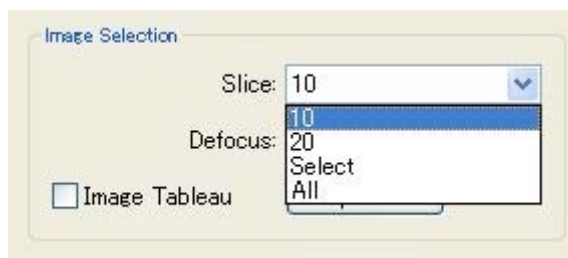 Image Selection
Slice: 10
10
Defocus: 20
Select
Image Tableau All